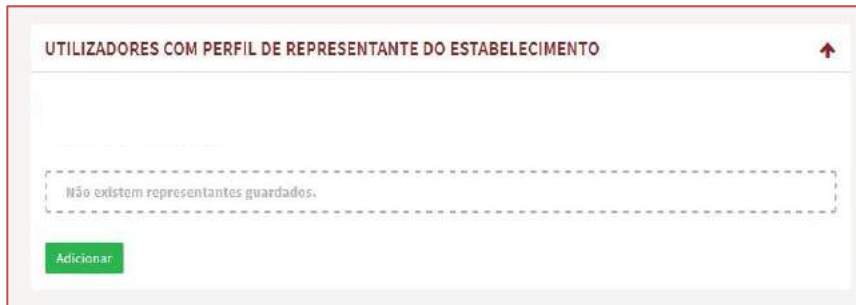 UTILIZADORES COM PERFIL DE REPRESENTANTE DO ESTABELECIMENTO
Não existem representantes guardados.
Adicionar